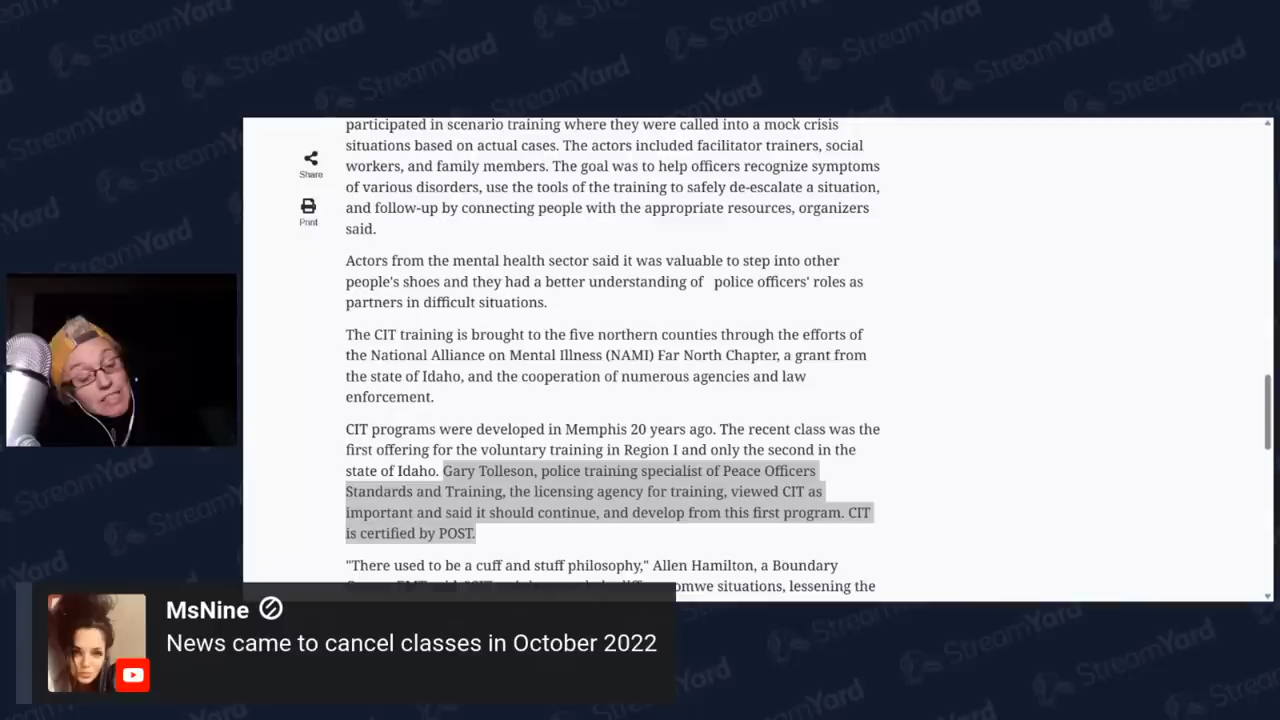 participated in scenario training where they were called into a mock crisis
situations based on actual cases. The actors included facilitator trainers, social
workers, and family members. The goal was to help officers recognize symptoms
of various disorders, use the tools of the training to safely de-escalate a situation,
and follow-up by connecting people with the appropriate resources, organizers
said.
Share
Print
Actors from the mental health sector said it was valuable to step into other
people's shoes and they had a better understanding of police officers' roles as
partners in difficult situations.
The CIT training is brought to the five northern counties through the efforts of
the National Alliance on Mental Illness (NAMI) Far North Chapter, a grant from
the state of Idaho, and the cooperation of numerous agencies and law
enforcement.
CIT programs were developed in Memphis 20 years ago. The recent class was the
first offering for the voluntary training in Region I and only the second in the
state of Idaho. Gary Tolleson, police training specialist of Peace Officers
Standards and Training, the licensing agency for training, viewed CIT as
important and said it should continue, and develop from this first program. CIT
is certified by POST.
"There used to be a cuff and stuff philosophy," Allen Hamilton, a Boundary
omwe situations, lessening the
MsNine
News came to cancel classes in October 2022
StreamYard